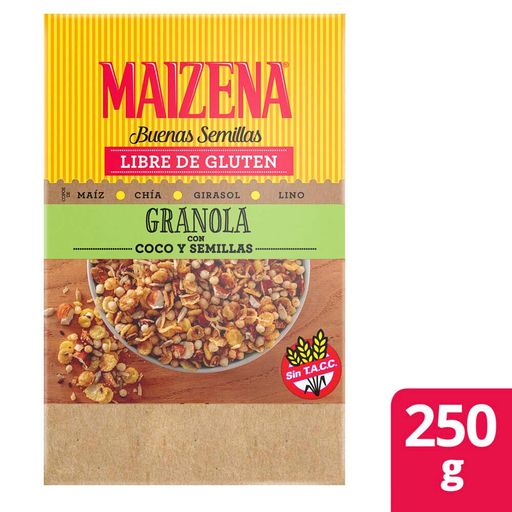 MAIZENA®
Buenas Semillas
LIBRE DE GLUTEN
MAÍZ • CHÍA • GIRASOL • LINO
GRANOLA
CON
COCO Y SEMILLAS
Sin T.A.C.C.
250
g